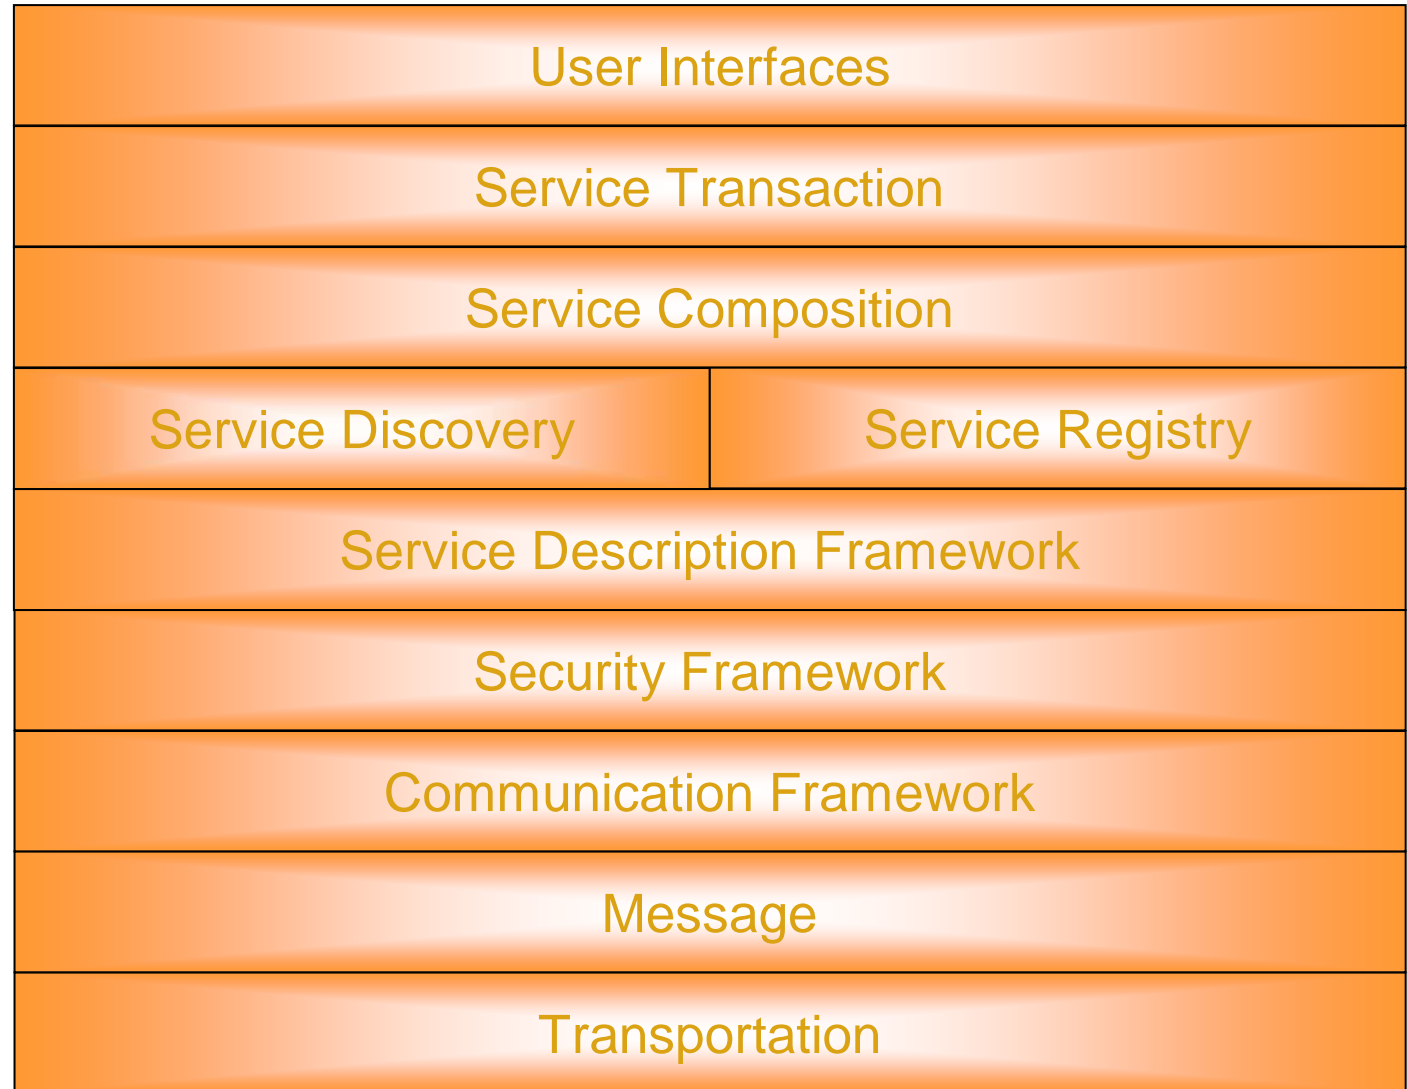 User Interfaces
Service Transaction
Service Composition
Service Discovery
Service Registry
Service Description Framework
Security Framework
Communication Framework
Message
Transportation